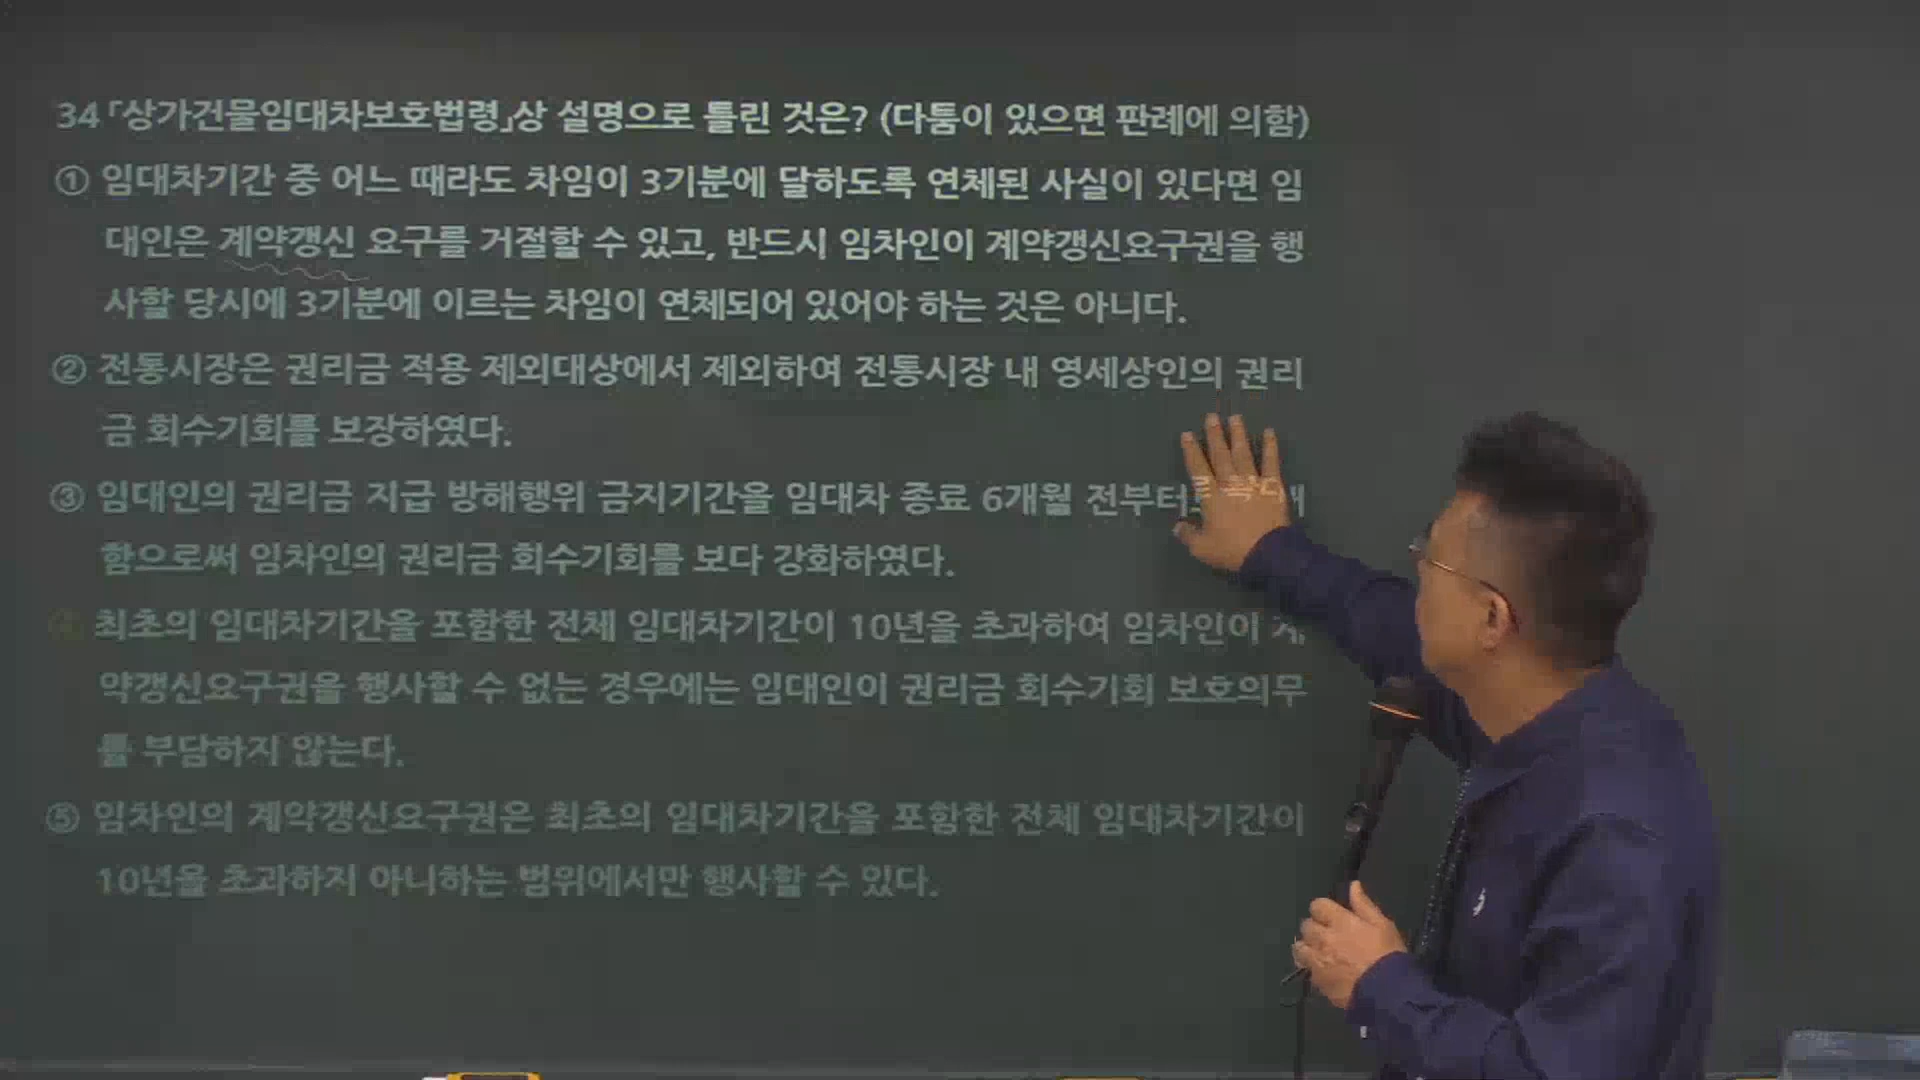 34 「상가건물임대차보호법령」상 설명으로 틀린 것은? (다툼이 있으면 판례에 의함)
① 임대차기간 중 어느 때라도 차임이 3기분에 달하도록 연체된 사실이 있다면 임
대인은 계약갱신 요구를 거절할 수 있고, 반드시 임차인이 계약갱신요구권을 행
사할 당시에 3기분에 이르는 차임이 연체되어 있어야 하는 것은 아니다.
② 전통시장은 권리금 적용 제외대상에서 제외하여 전통시장 내 영세상인의 권리
금 회수기회를 보장하였다.
③ 임대인의 권리금 지급 방해행위 금지기간을 임대차 종료 6개월 전부터
함으로써 임차인의 권리금 회수기회를 보다 강화하였다.
④ 최초의 임대차기간을 포함한 전체 임대차기간이 10년을 초과하여 임차인이
약갱신요구권을 행사할 수 없는 경우에는 임대인이 권리금 회수기회 보호의무
를 부담하지 않는다.
⑤ 임차인의 계약갱신요구권은 최초의 임대차기간을 포함한 전체 임대차기간이
10년을 초과하지 아니하는 범위에서만 행사할 수 있다.